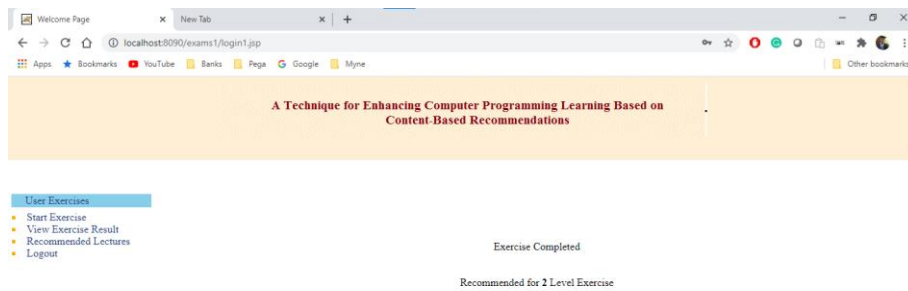 Welcome Page
New Tab
localhost:8090/exams1/login1.jsp
Apps Bookmarks YouTube Banks Pega Google Myne Other bookmarks
A Technique for Enhancing Computer Programming Learning Based on
Content-Based Recommendations
User Exercises
Start Exercise
View Exercise Result
Recommended Lectures
Logout
Exercise Completed
Recommended for 2 Level Exercise